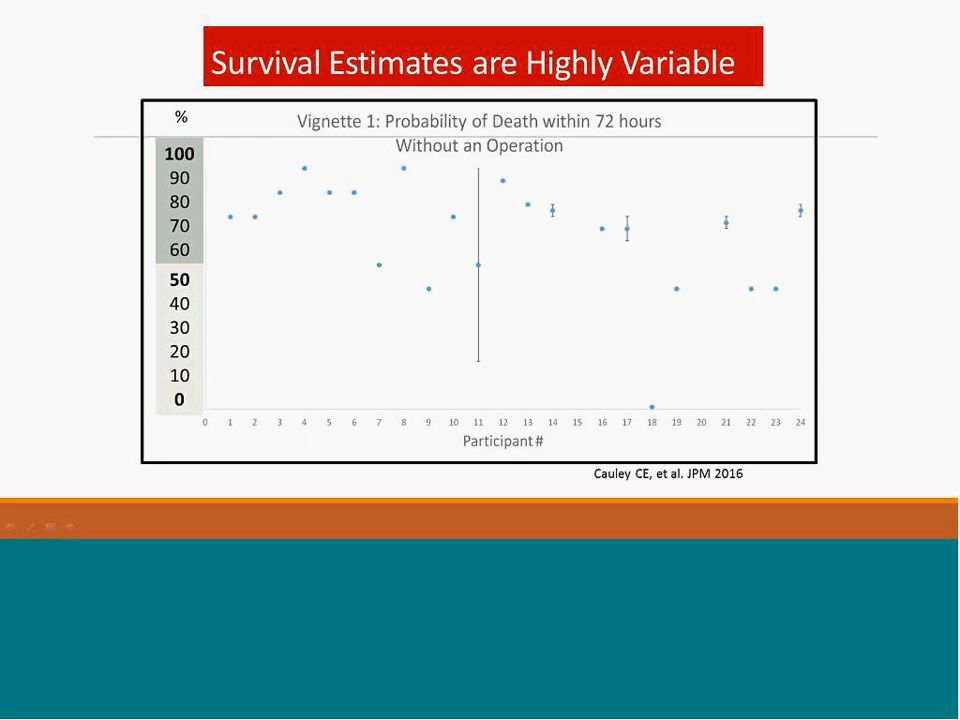 Survival Estimates are Highly Variable
%
Vignette 1: Probability of Death within 72 hours
Without an Operation
100
90
80
70
60
50
40
30
20
10
0
0 1 2 3 4 5 6 7 8 9 10 11 12 13 14 15 16 17 18 19 20 21 22 23 24
Participant #
Cauley CE, et al. JPM 2016